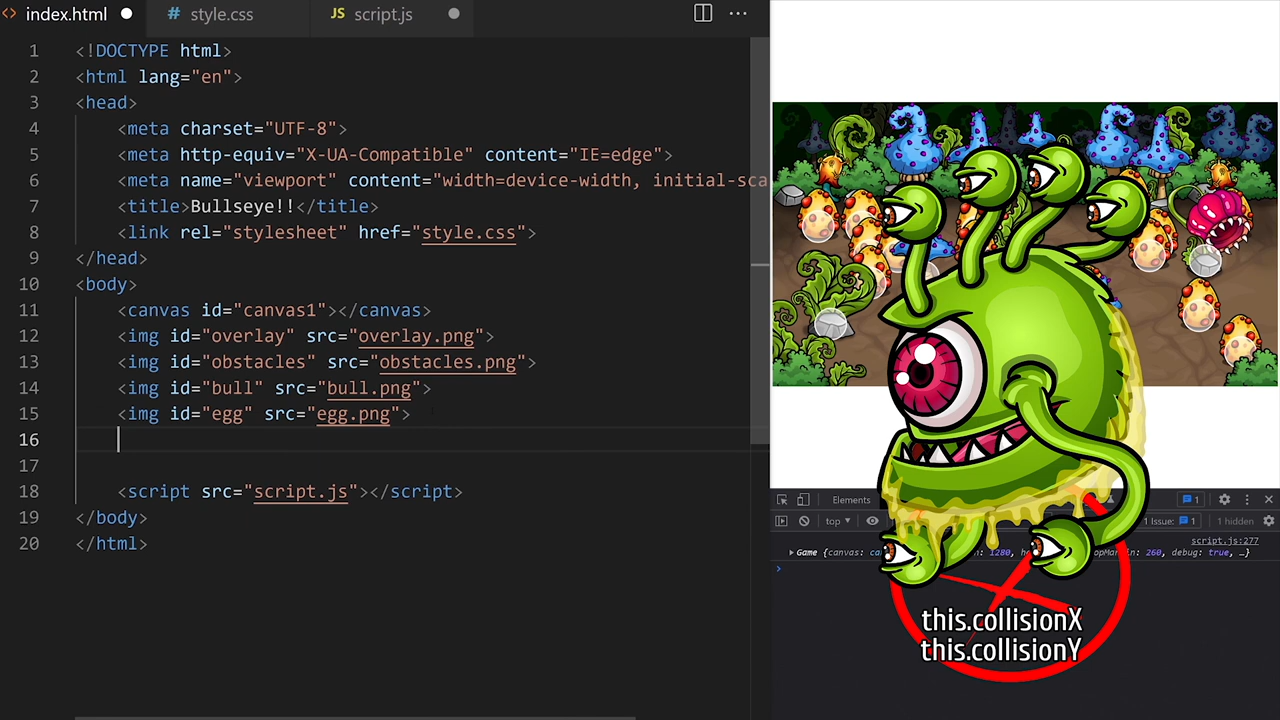 <> index.html
# style.css
JS script.js
1 <!DOCTYPE html>
2 <html lang="en">
3 <head>
4 <meta charset="UTF-8">
5 <meta http-equiv="X-UA-Compatible" content="IE=edge">
6 <meta name="viewport" content="width=device-width, initial-sca
7 <title>Bullseye!!</title>
8 <link rel="stylesheet" href="style.css">
9 </head>
10 <body>
11 <canvas id="canvas1"></canvas>
12 <img id="overlay" src="overlay.png">
13 <img id="obstacles" src="obstacles.png">
14 <img id="bull" src="bull.png">
15 <img id="egg" src="egg.png">
16
17
18 <script src="script.js"></script>
19 </body>
20 </html>
Elements
1
top
1 Issue: 1
1 hidden
script.js:277
Game {canvas: 1280, 260, debug: true, …}
this.collisionX
this.collisionY